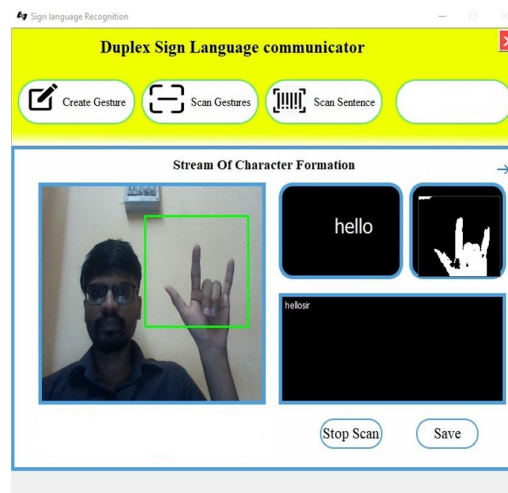 Sign language Recognition
Duplex Sign Language communicator
Create Gesture
Scan Gestures
Scan Sentence
Stream Of Character Formation
hello
hellosir
Stop Scan
Save